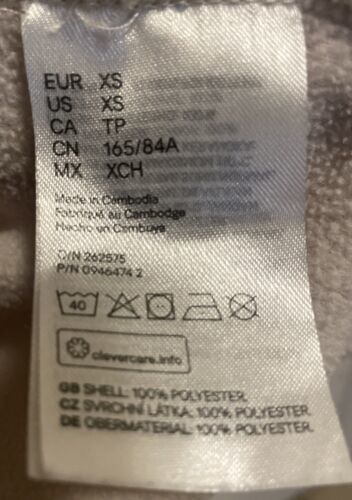 EUR XS
US XS
CA TP
CN 165/84A
MX XCH
Made in Cambodia
Fabriqué au Cambodge
Hecho en Camboya
O/N 262575
P/N 0946474 2
40
clevercare.info
GB SHELL: 100% POLYESTER.
CZ SVRCHNÍ LÁTKA: 100% POLYESTER.
DE OBERMATERIAL: 100% POLYESTER.